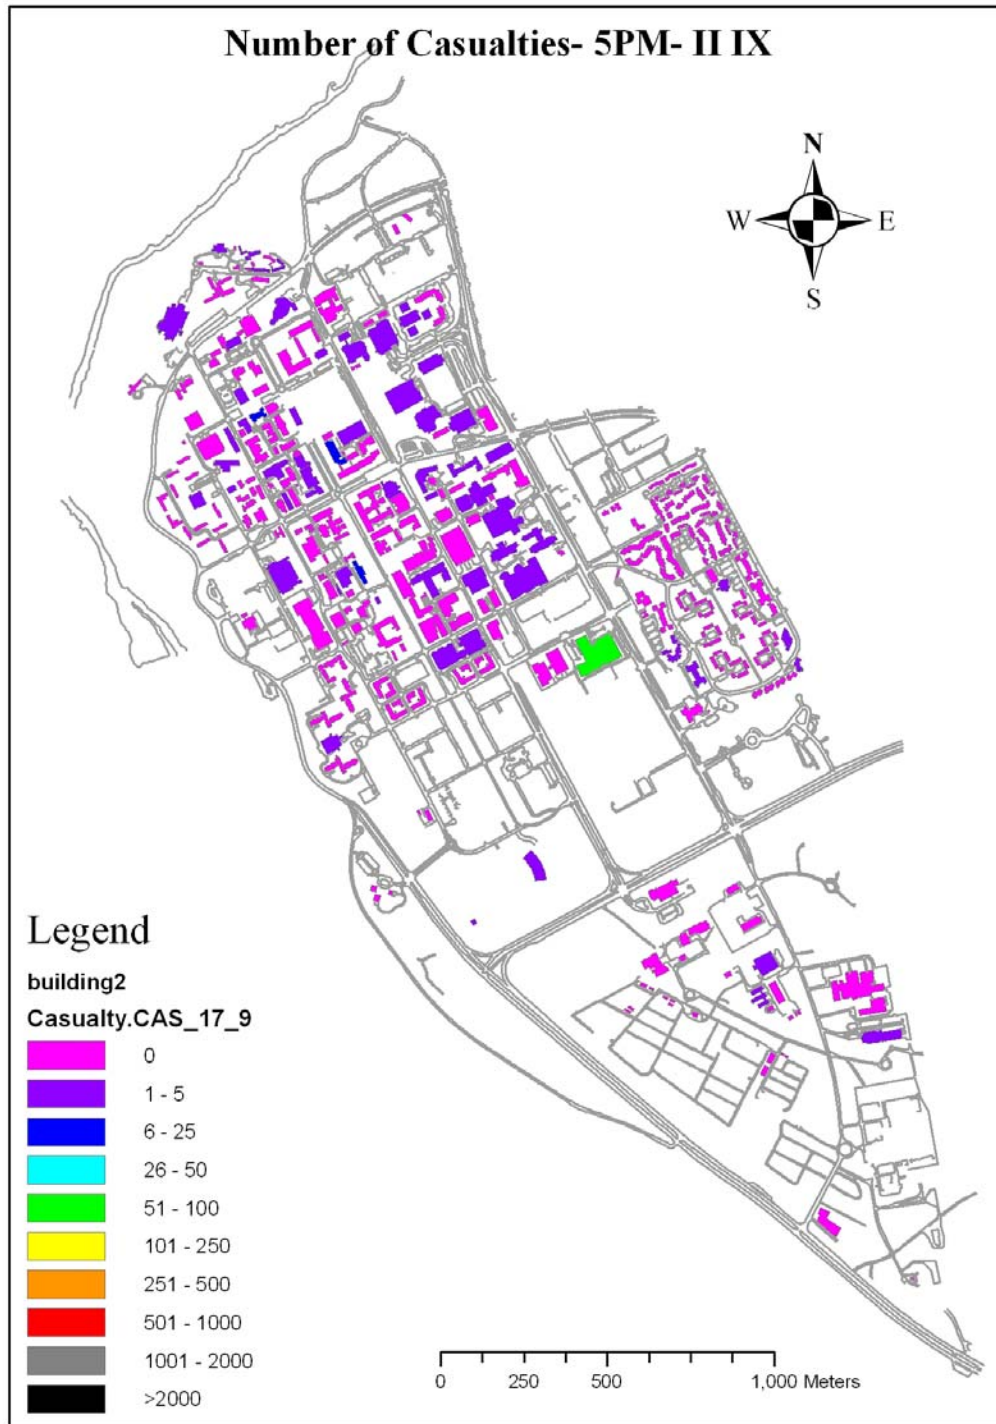 Number of Casualties- 5PM- II IX
N
W E
S
Legend
building2
Casualty.CAS_17_9
0
1 - 5
6 - 25
26 - 50
51 - 100
101 - 250
251 - 500
501 - 1000
1001 - 2000
>2000
0 250 500 1,000 Meters